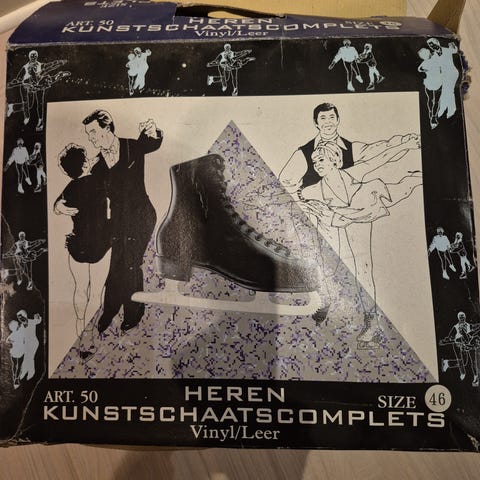 ART. 50
HEREN
KUNSTSCHAATSCOMPLETS
Vinyl/Leer
ART. 50
HEREN
SIZE 46
KUNSTSCHAATSCOMPLETS
Vinyl/Leer